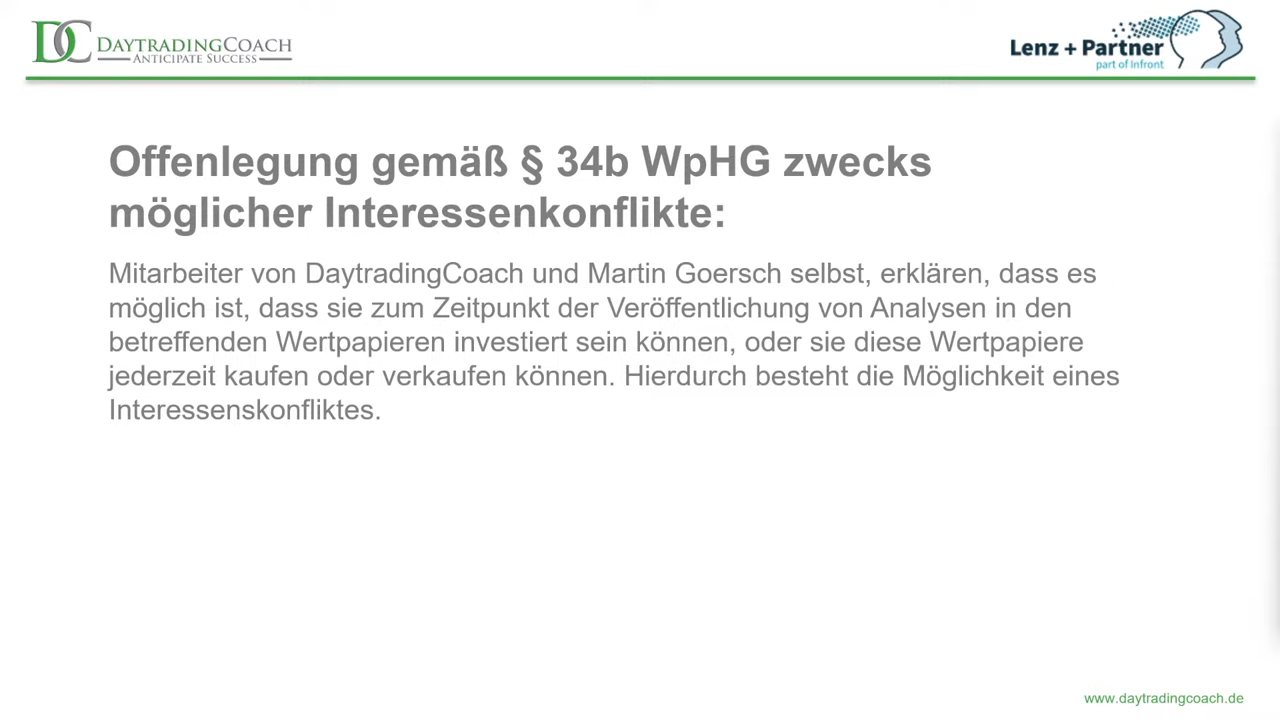 DC DAYTRADINGCOACH
ANTICIPATE SUCCESS
Lenz + Partner
part of Infront
Offenlegung gemäß § 34b WpHG zwecks
möglicher Interessenkonflikte:
Mitarbeiter von DaytradingCoach und Martin Goersch selbst, erklären, dass es
möglich ist, dass sie zum Zeitpunkt der Veröffentlichung von Analysen in den
betreffenden Wertpapieren investiert sein können, oder sie diese Wertpapiere
jederzeit kaufen oder verkaufen können. Hierdurch besteht die Möglichkeit eines
Interessenskonfliktes.
www.daytradingcoach.de